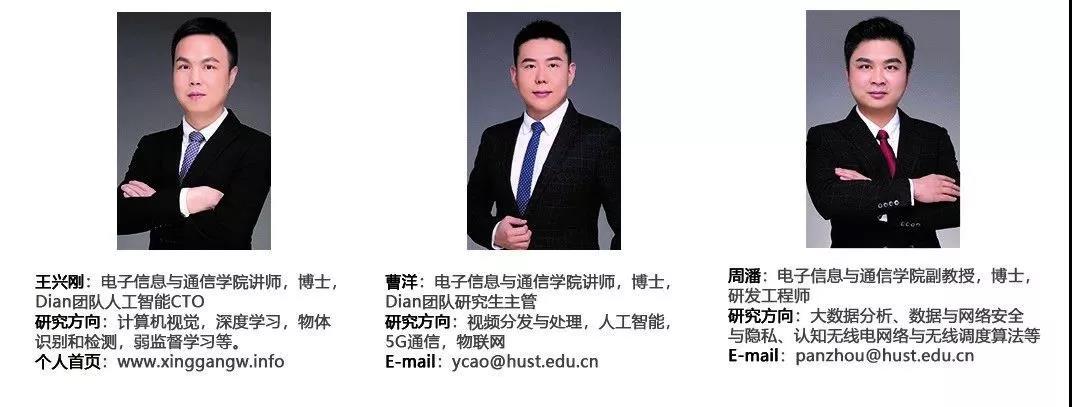 王兴刚：电子信息与通信学院讲师，博士，
Dian团队人工智能CTO
研究方向：计算机视觉，深度学习，物体
识别和检测，弱监督学习等。
个人首页：www.xinggangw.info
曹洋：电子信息与通信学院讲师，博士，
Dian团队研究生主管
研究方向：视频分发与处理，人工智能，
5G通信，物联网
E-mail：ycao@hust.edu.cn
周潘：电子信息与通信学院副教授，博士，
研发工程师
研究方向：大数据分析、数据与网络安全
与隐私、认知无线电网络与无线调度算法等
E-mail：panzhou@hust.edu.cn